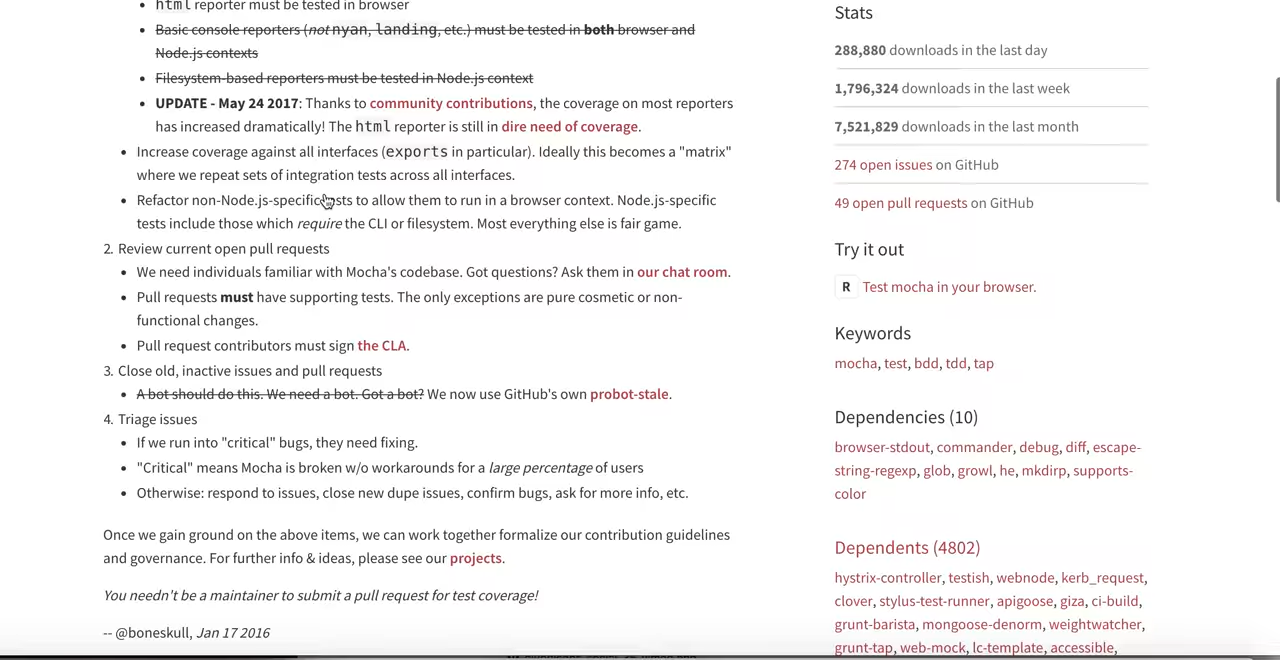 html reporter must be tested in browser
Basic console reporters (not nyan, landing, etc.) must be tested in both browser and
Node.js contexts
Filesystem-based reporters must be tested in Node.js context
UPDATE - May 24 2017: Thanks to community contributions, the coverage on most reporters
has increased dramatically! The html reporter is still in dire need of coverage.
Increase coverage against all interfaces (exports in particular). Ideally this becomes a "matrix"
where we repeat sets of integration tests across all interfaces.
Refactor non-Node.js-specific tests to allow them to run in a browser context. Node.js-specific
tests include those which require the CLI or filesystem. Most everything else is fair game.
2. Review current open pull requests
We need individuals familiar with Mocha's codebase. Got questions? Ask them in our chat room.
Pull requests must have supporting tests. The only exceptions are pure cosmetic or non-
functional changes.
Pull request contributors must sign the CLA.
3. Close old, inactive issues and pull requests
A bot should do this. We need a bot. Got a bot? We now use GitHub's own probot-stale.
4. Triage issues
If we run into "critical" bugs, they need fixing.
"Critical" means Mocha is broken w/o workarounds for a large percentage of users
Otherwise: respond to issues, close new dupe issues, confirm bugs, ask for more info, etc.
Once we gain ground on the above items, we can work together formalize our contribution guidelines
and governance. For further info & ideas, please see our projects.
You needn't be a maintainer to submit a pull request for test coverage!
-- @boneskull, Jan 17 2016
Stats
288,880 downloads in the last day
1,796,324 downloads in the last week
7,521,829 downloads in the last month
274 open issues on GitHub
49 open pull requests on GitHub
Try it out
R Test mocha in your browser.
Keywords
mocha, test, bdd, tdd, tap
Dependencies (10)
browser-stdout, commander, debug, diff, escape-
string-regexp, glob, growl, he, mkdirp, supports-
color
Dependents (4802)
hystrix-controller, testish, webnode, kerb_request,
clover, stylus-test-runner, apigoose, giza, ci-build,
grunt-barista, mongoose-denorm, weightwatcher,
grunt-tap, web-mock, lc-template, accessible,